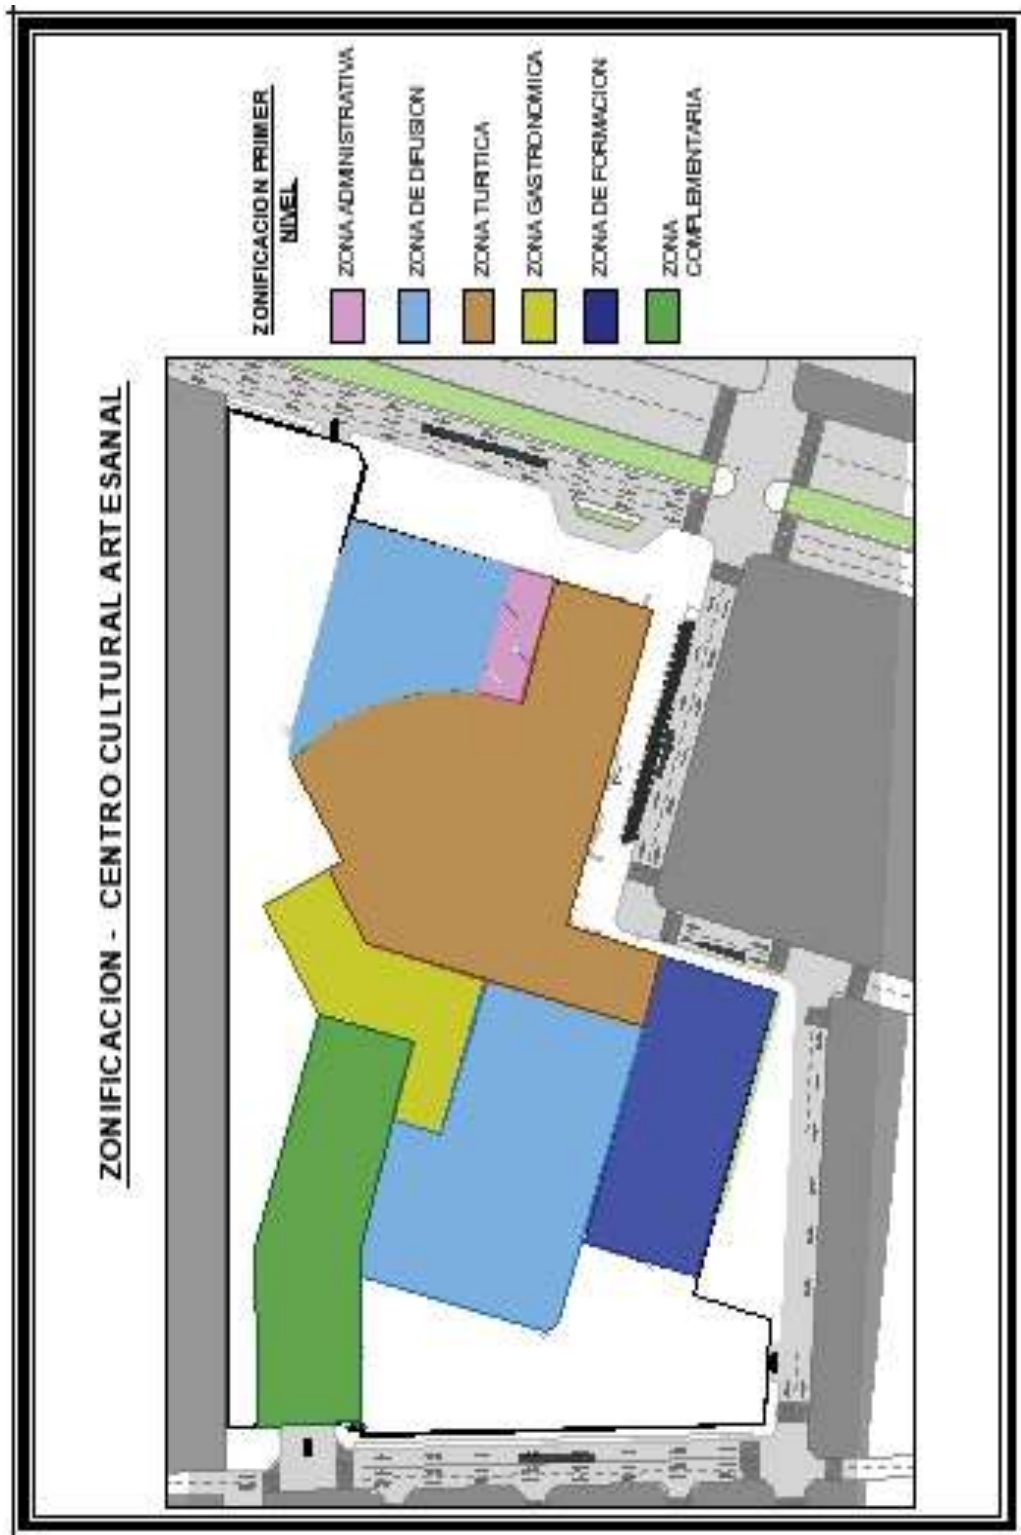 ZONIFICACION - CENTRO CULTURAL ARTESANAL
ZONIFICACION PRIMER
NIVEL
ZONA ADMINISTRATIVA
ZONA DE DIFUSION
ZONA TURITICA
ZONA GASTRONOMICA
ZONA DE FORMACION
ZONA
COMPLEMENTARIA